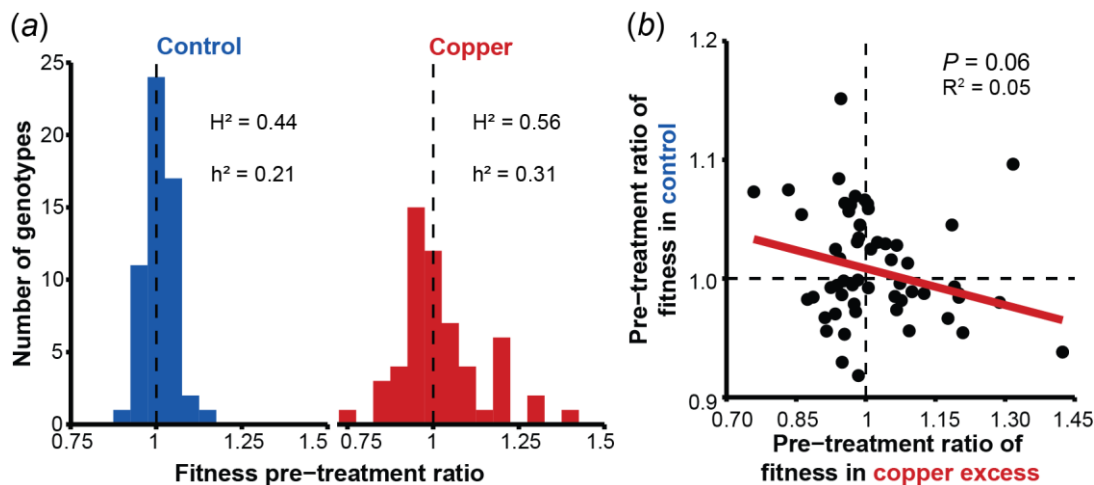 (a)
Control
Copper
Number of genotypes
25
20
15
10
5
0
H² = 0.44
h² = 0.21
H² = 0.56
h² = 0.31
0.75
1
1.25
1.5
0.75
1
1.25
1.5
Fitness pre−treatment ratio
(b)
Pre−treatment ratio of
fitness in control
1.2
1.1
1.0
0.9
P = 0.06
R² = 0.05
0.70
0.85
1
1.15
1.30
1.45
Pre−treatment ratio of
fitness in copper excess